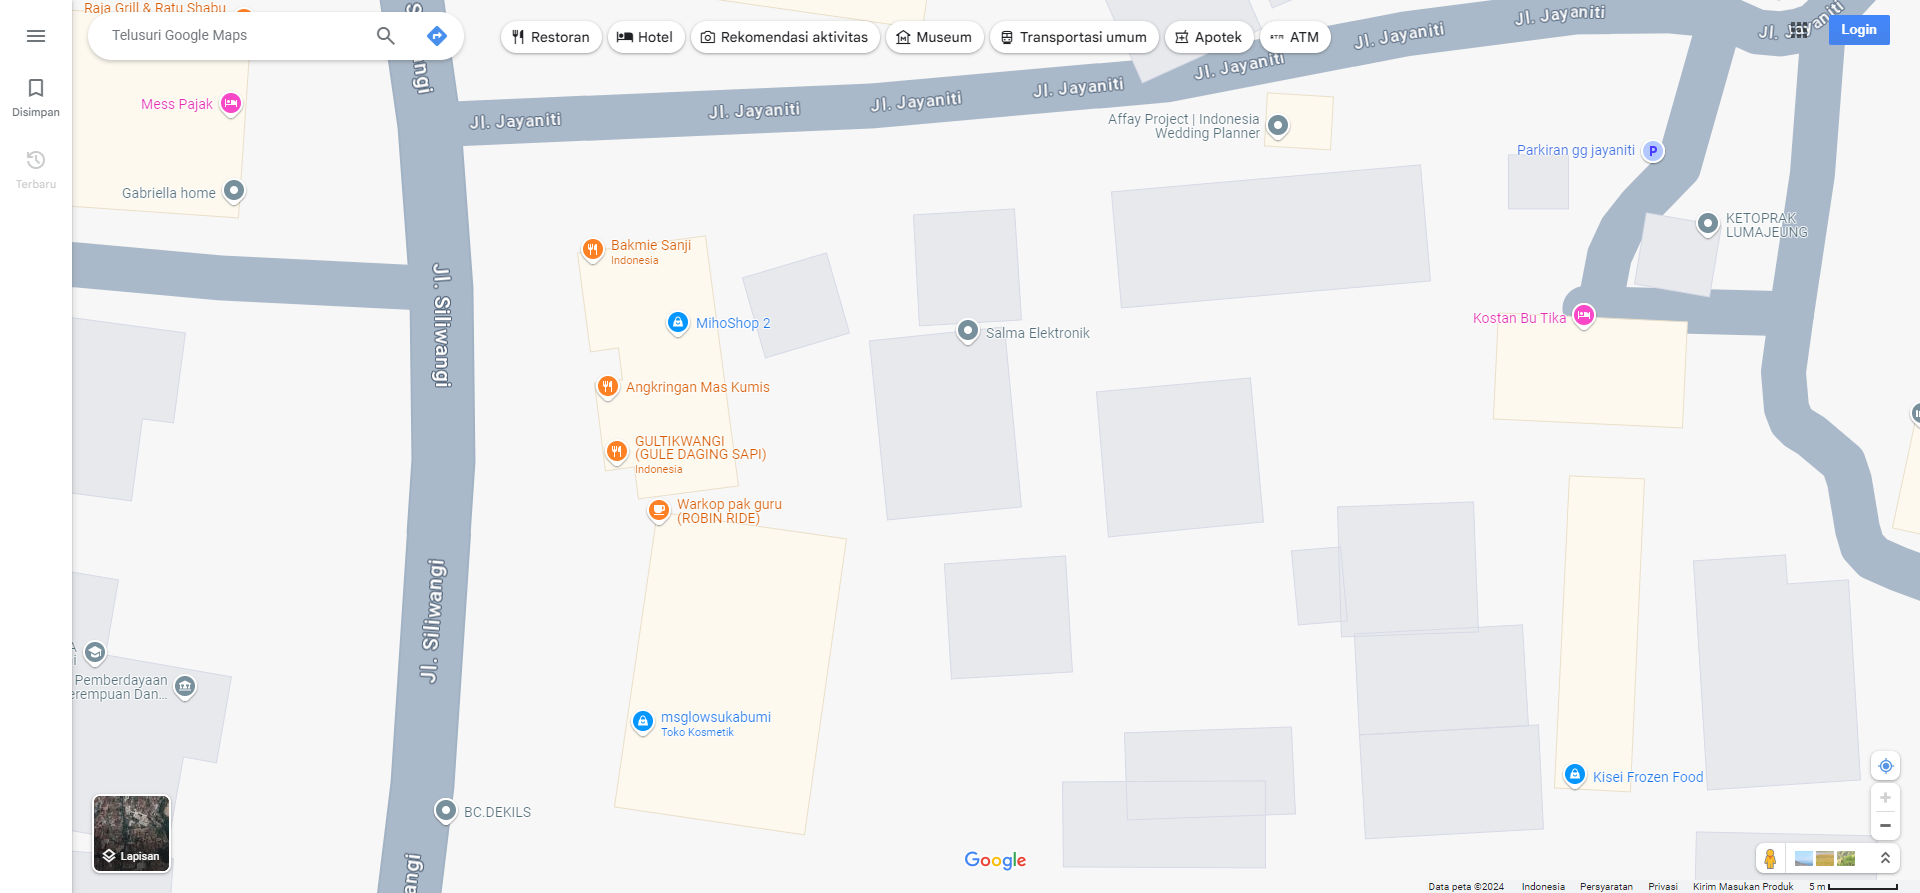 Raja Grill & Ratu Shabu
Telusuri Google Maps
Restoran
Hotel
Rekomendasi aktivitas
Museum
Transportasi umum
Apotek
ATM
Login
Disimpan
Terbaru
Jl. Jayaniti
Jl. Jayaniti
Jl. Jayaniti
Jl. Jayaniti
Jl. Jayaniti
Jl. Jayaniti
Jl. Jayaniti
Jl. Jayaniti
Mess Pajak
Gabriella home
Affay Project | Indonesia
Wedding Planner
Parkiran gg jayaniti
P
KETOPRAK
LUMAJEUNG
Bakmie Sanji
Indonesia
MihoShop 2
Salma Elektronik
Kostan Bu Tika
Jl. Siliwangi
Angkringan Mas Kumis
GULTIKWANGI
(GULE DAGING SAPI)
Indonesia
Warkop pak guru
(ROBIN RIDE)
Jl. Siliwangi
Pemberdayaan
erempuan Dan...
msglowsukabumi
Toko Kosmetik
Kisei Frozen Food
BC.DEKILS
Lapisan
Google
Data peta ©2024
Indonesia
Persyaratan
Privasi
Kirim Masukan Produk
5 m